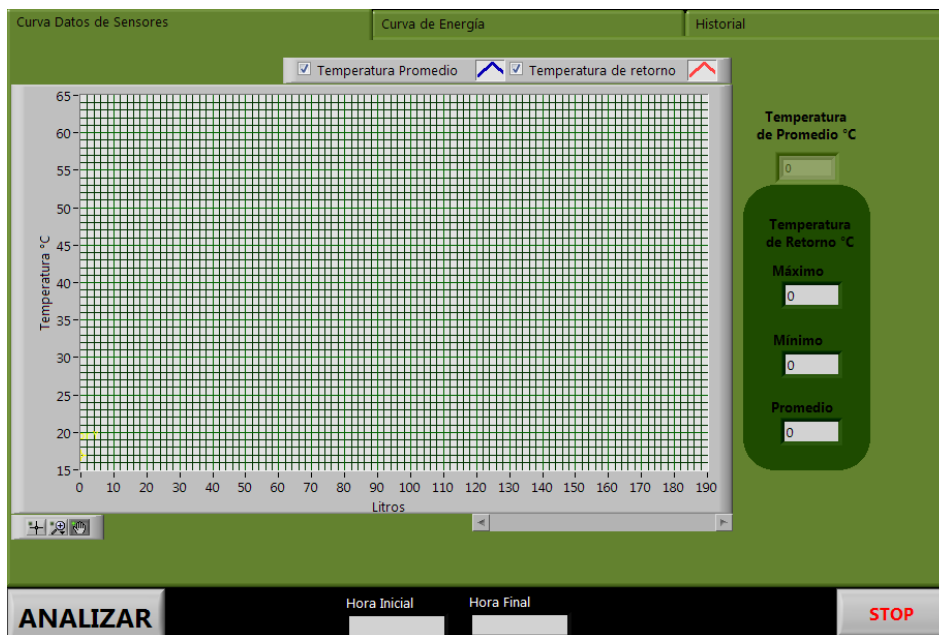 Curva Datos de Sensores
Curva de Energía
Historial
Temperatura Promedio
Temperatura de retorno
65
60
55
50
45
40
35
30
25
20
15
Temperatura °C
0 10 20 30 40 50 60 70 80 90 100 110 120 130 140 150 160 170 180 190
Litros
Temperatura
de Promedio °C
0
Temperatura
de Retorno °C
Máximo
0
Mínimo
0
Promedio
0
ANALIZAR
Hora Inicial
Hora Final
STOP